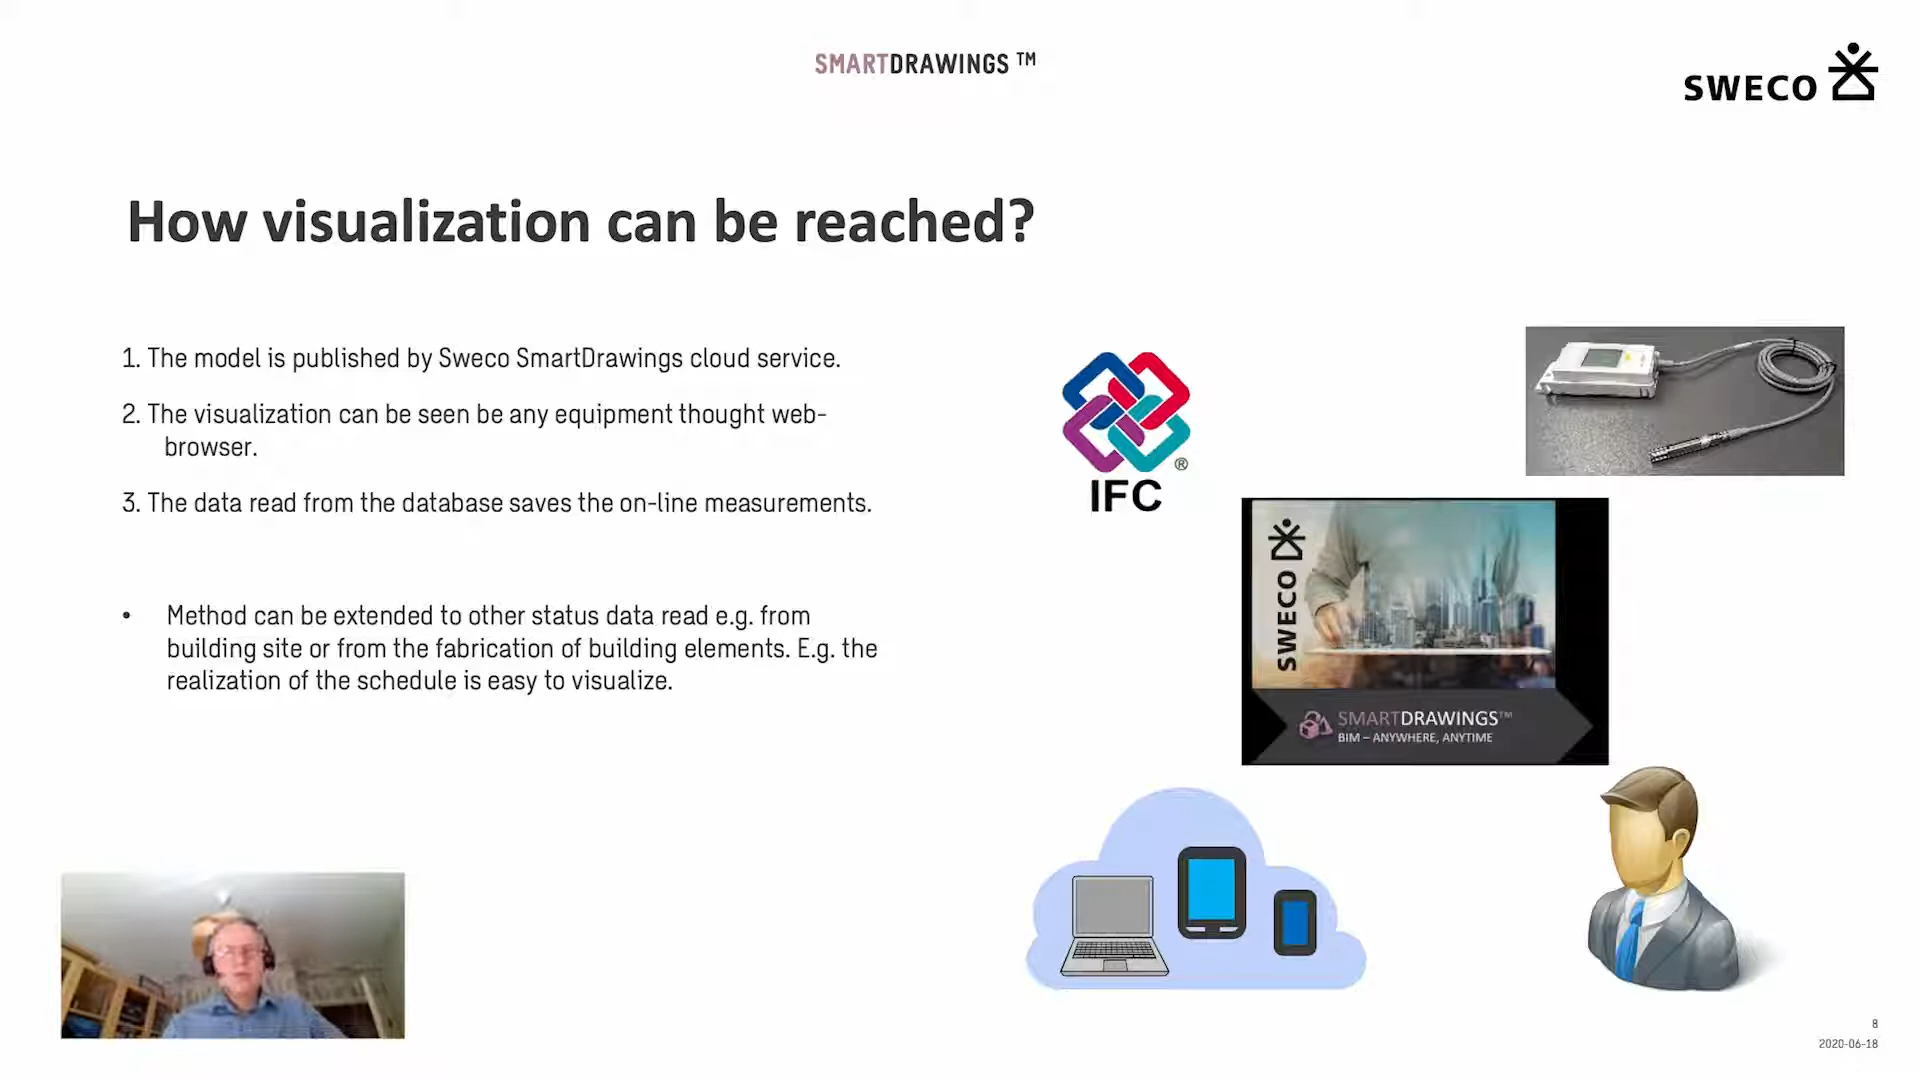 SMARTDRAWINGS ™
SWECO
How visualization can be reached?
1. The model is published by Sweco SmartDrawings cloud service.
2. The visualization can be seen be any equipment thought web-
browser.
3. The data read from the database saves the on-line measurements.
• Method can be extended to other status data read e.g. from
building site or from the fabrication of building elements. E.g. the
realization of the schedule is easy to visualize.
®
IFC
SWECO
SMARTDRAWINGS™
BIM – ANYWHERE, ANYTIME
8
2020-06-18